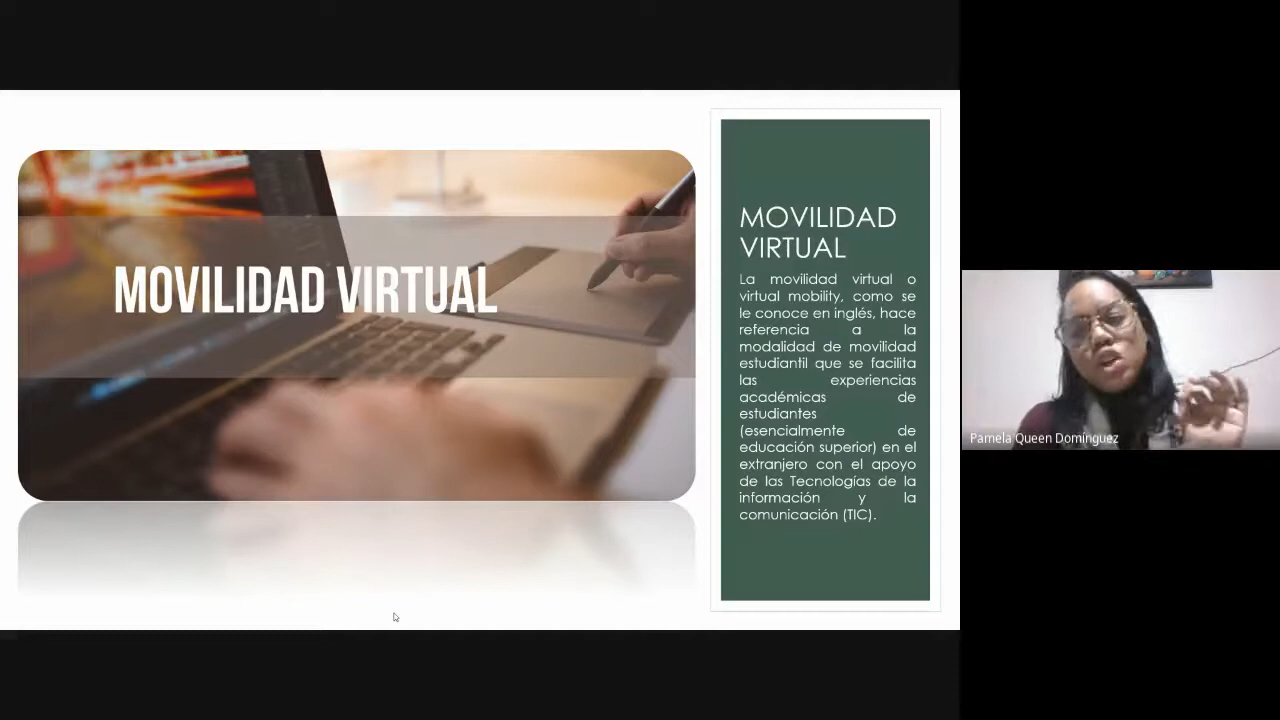 MOVILIDAD VIRTUAL
MOVILIDAD
VIRTUAL
La movilidad virtual o
virtual mobility, como se
le conoce en inglés, hace
referencia a la
modalidad de movilidad
estudiantil que se facilita
las experiencias
académicas de
estudiantes
(esencialmente de
educación superior) en el
extranjero con el apoyo
de las Tecnologías de la
información y la
comunicación (TIC).
Pamela Queen Dominguez